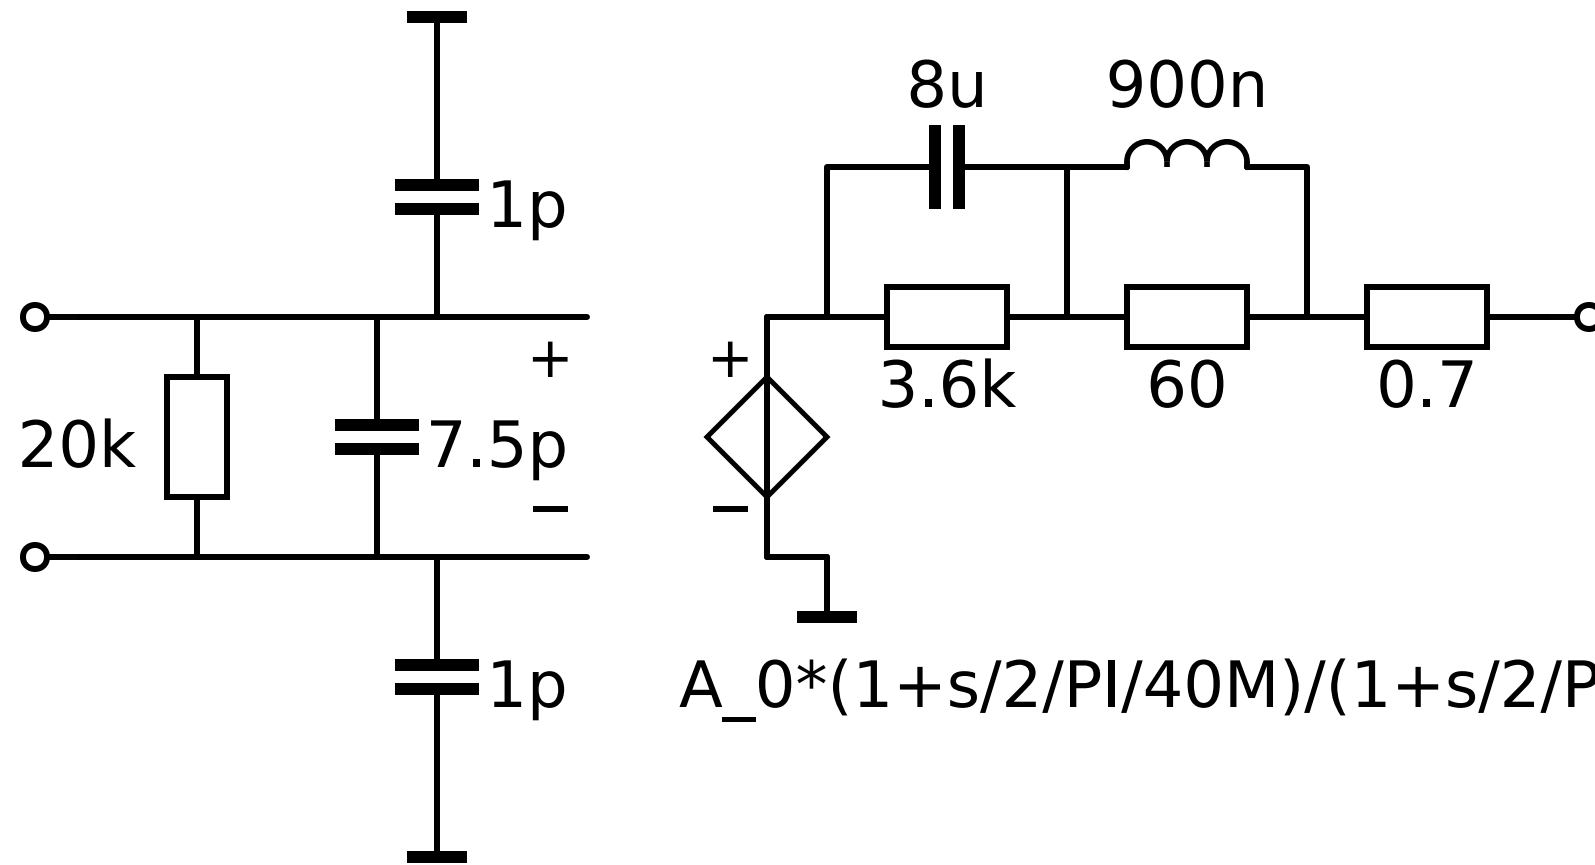 8u
900n
1p
+
+
3.6k
60
0.7
20k
7.5p
−
−
1p
A_0*(1+s/2/PI/40M)/(1+s/2/P